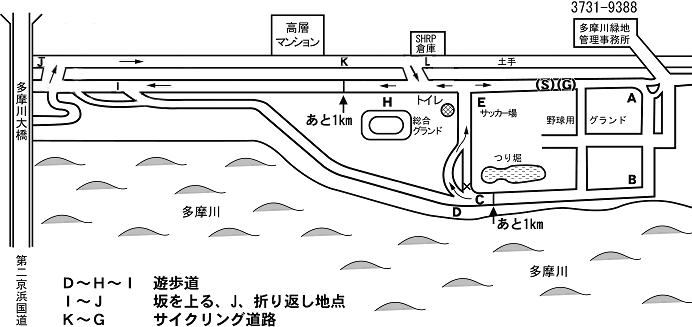 3731-9388
多摩川緑地
管理事務所
高層
マンション
SHRP
倉庫
J
K
L
土手
I
H
トイレ
E
S
G
A
あと1km
総合
グランド
サッカー場
野球用
グランド
つり堀
B
C
D
あと1km
多摩川大橋
多摩川
多摩川
第二京浜国道
D～H～I 遊歩道
I～J 坂を上る、J、折り返し地点
K～G サイクリング道路